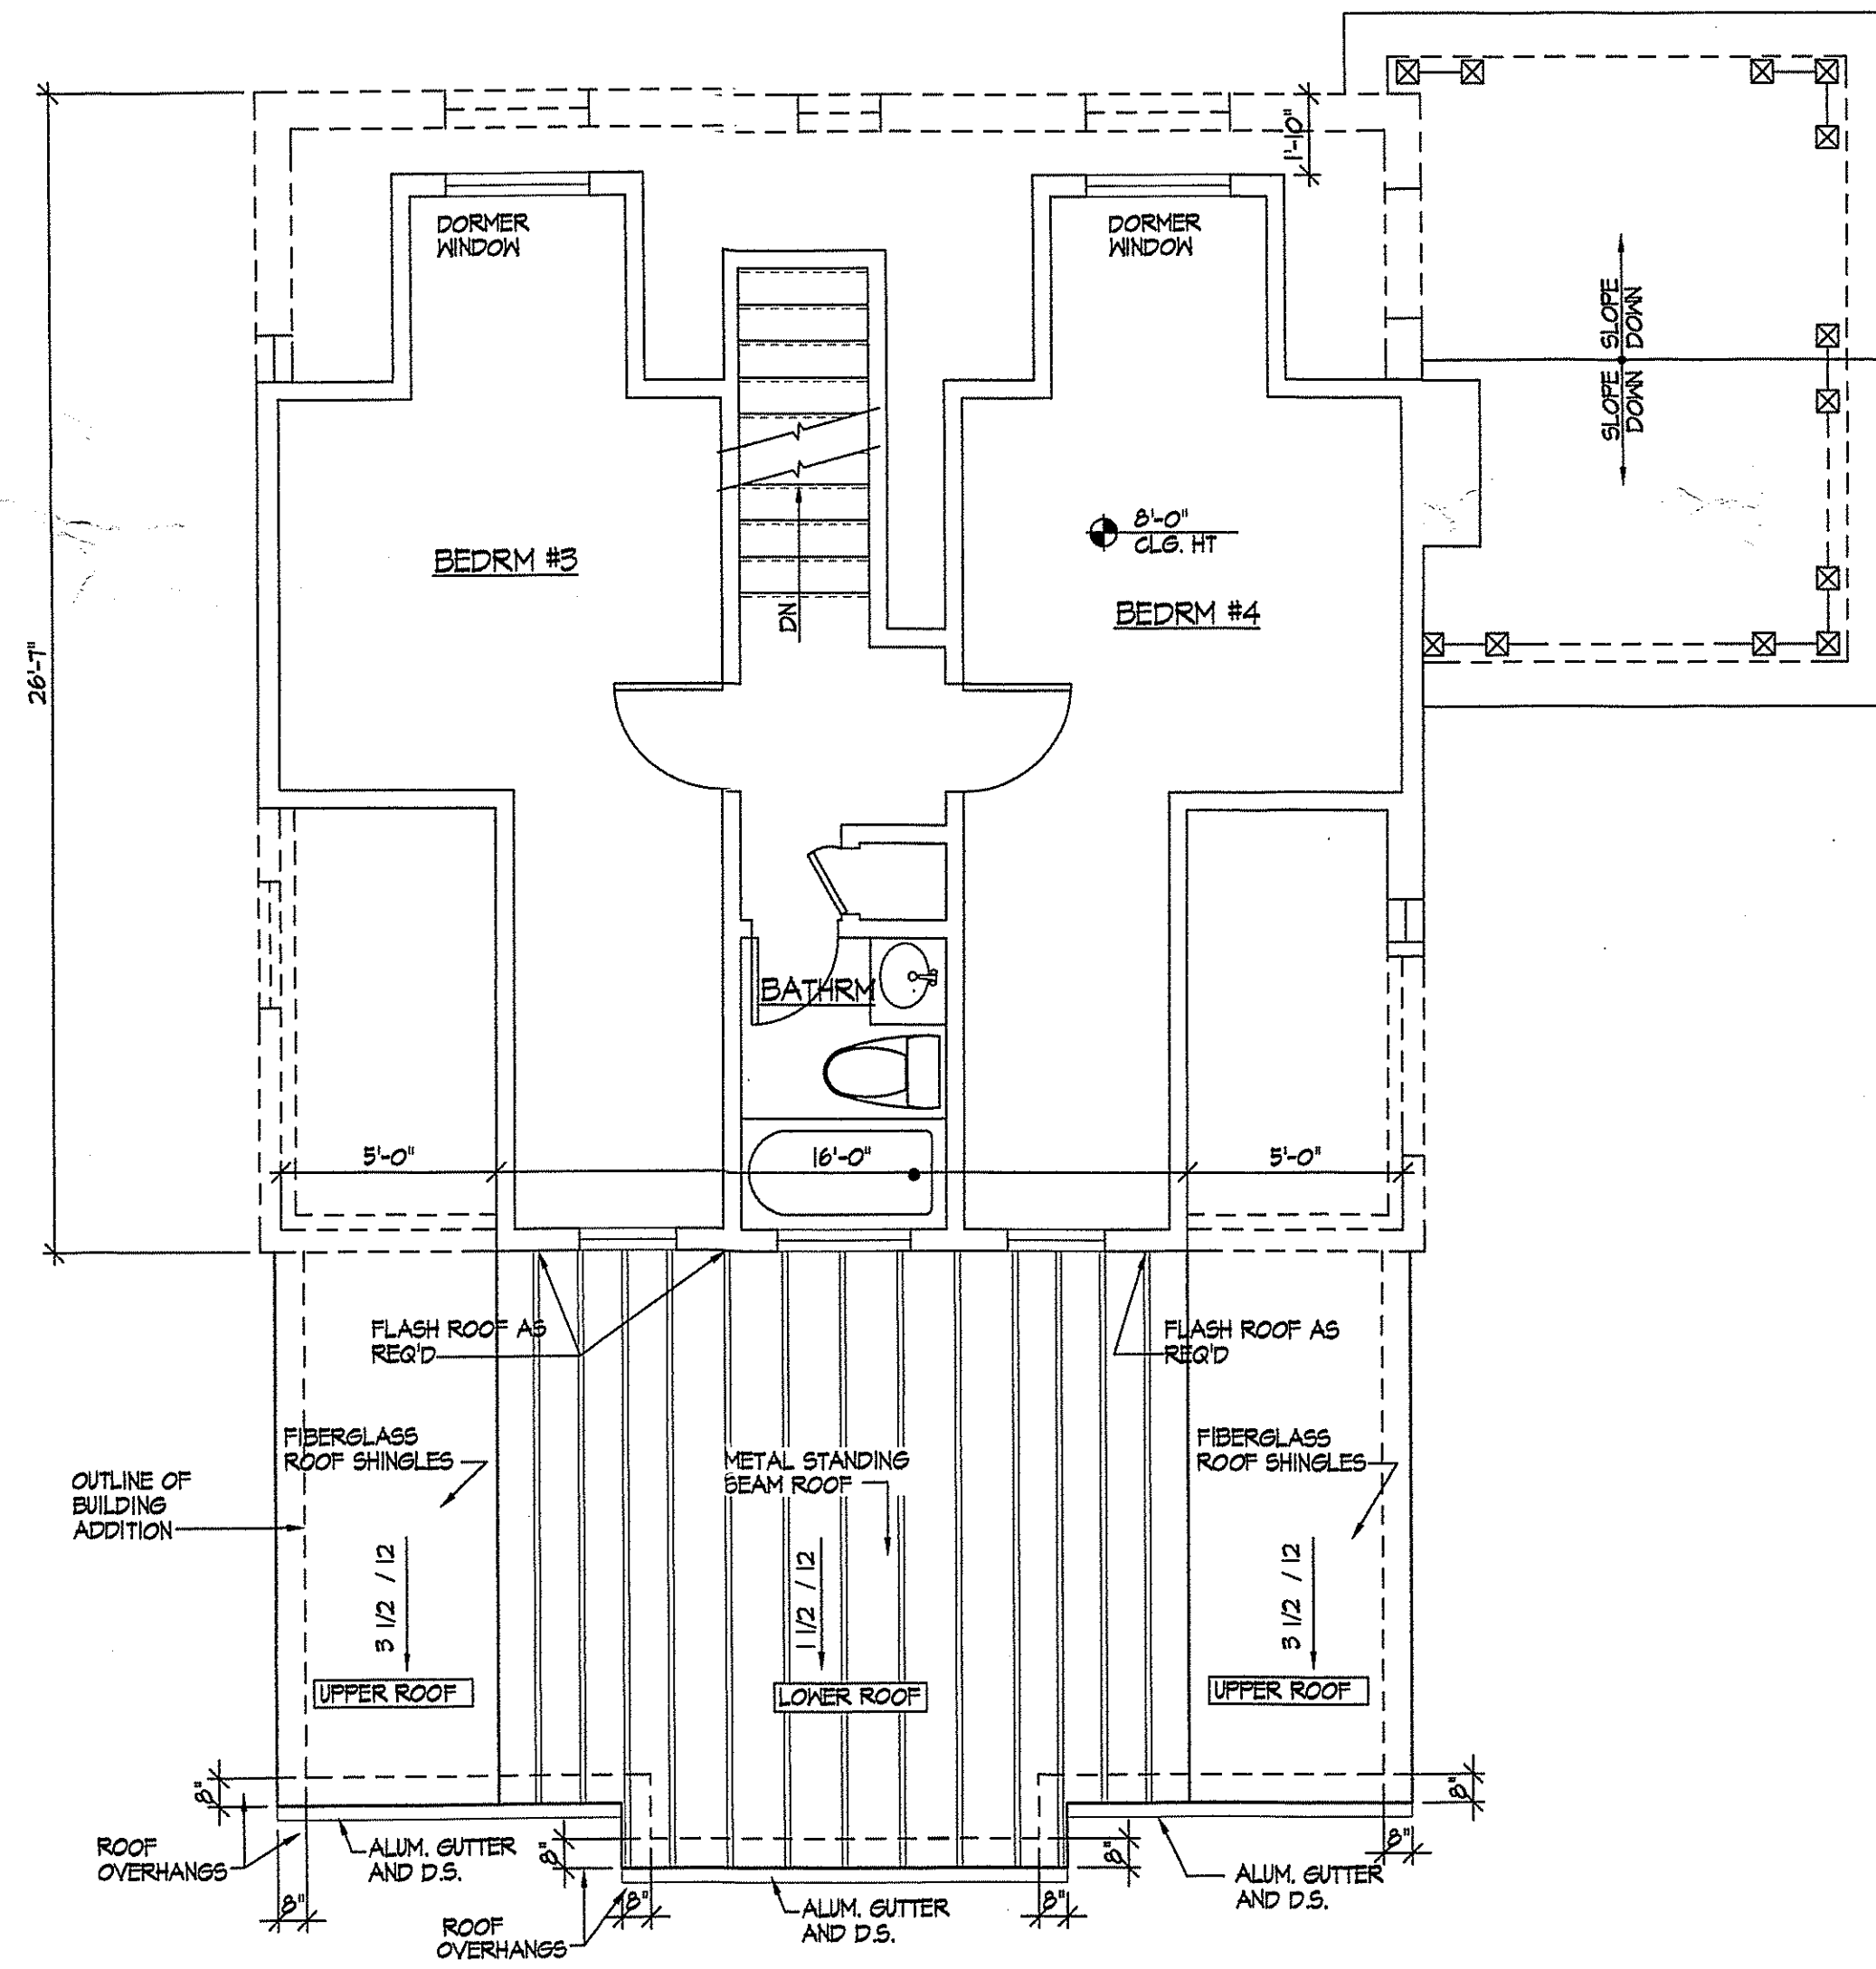 1'-10"
DORMER
WINDOW
DORMER
WINDOW
SLOPE
DOWN
SLOPE
DOWN
8'-0"
CLG. HT
BEDRM #3
BEDRM #4
DN
26'-7"
BATHRM
5'-0"
16'-0"
5'-0"
FLASH ROOF AS
REQ'D
FLASH ROOF AS
REQ'D
FIBERGLASS
ROOF SHINGLES
METAL STANDING
SEAM ROOF
FIBERGLASS
ROOF SHINGLES
OUTLINE OF
BUILDING
ADDITION
3 1/2 / 12
1 1/2 / 12
3 1/2 / 12
UPPER ROOF
LOWER ROOF
UPPER ROOF
8"
8"
ROOF
OVERHANGS
ALUM. GUTTER
AND D.S.
8"
8"
8"
ALUM. GUTTER
AND D.S.
8"
8"
8"
ALUM. GUTTER
AND D.S.
ROOF
OVERHANGS